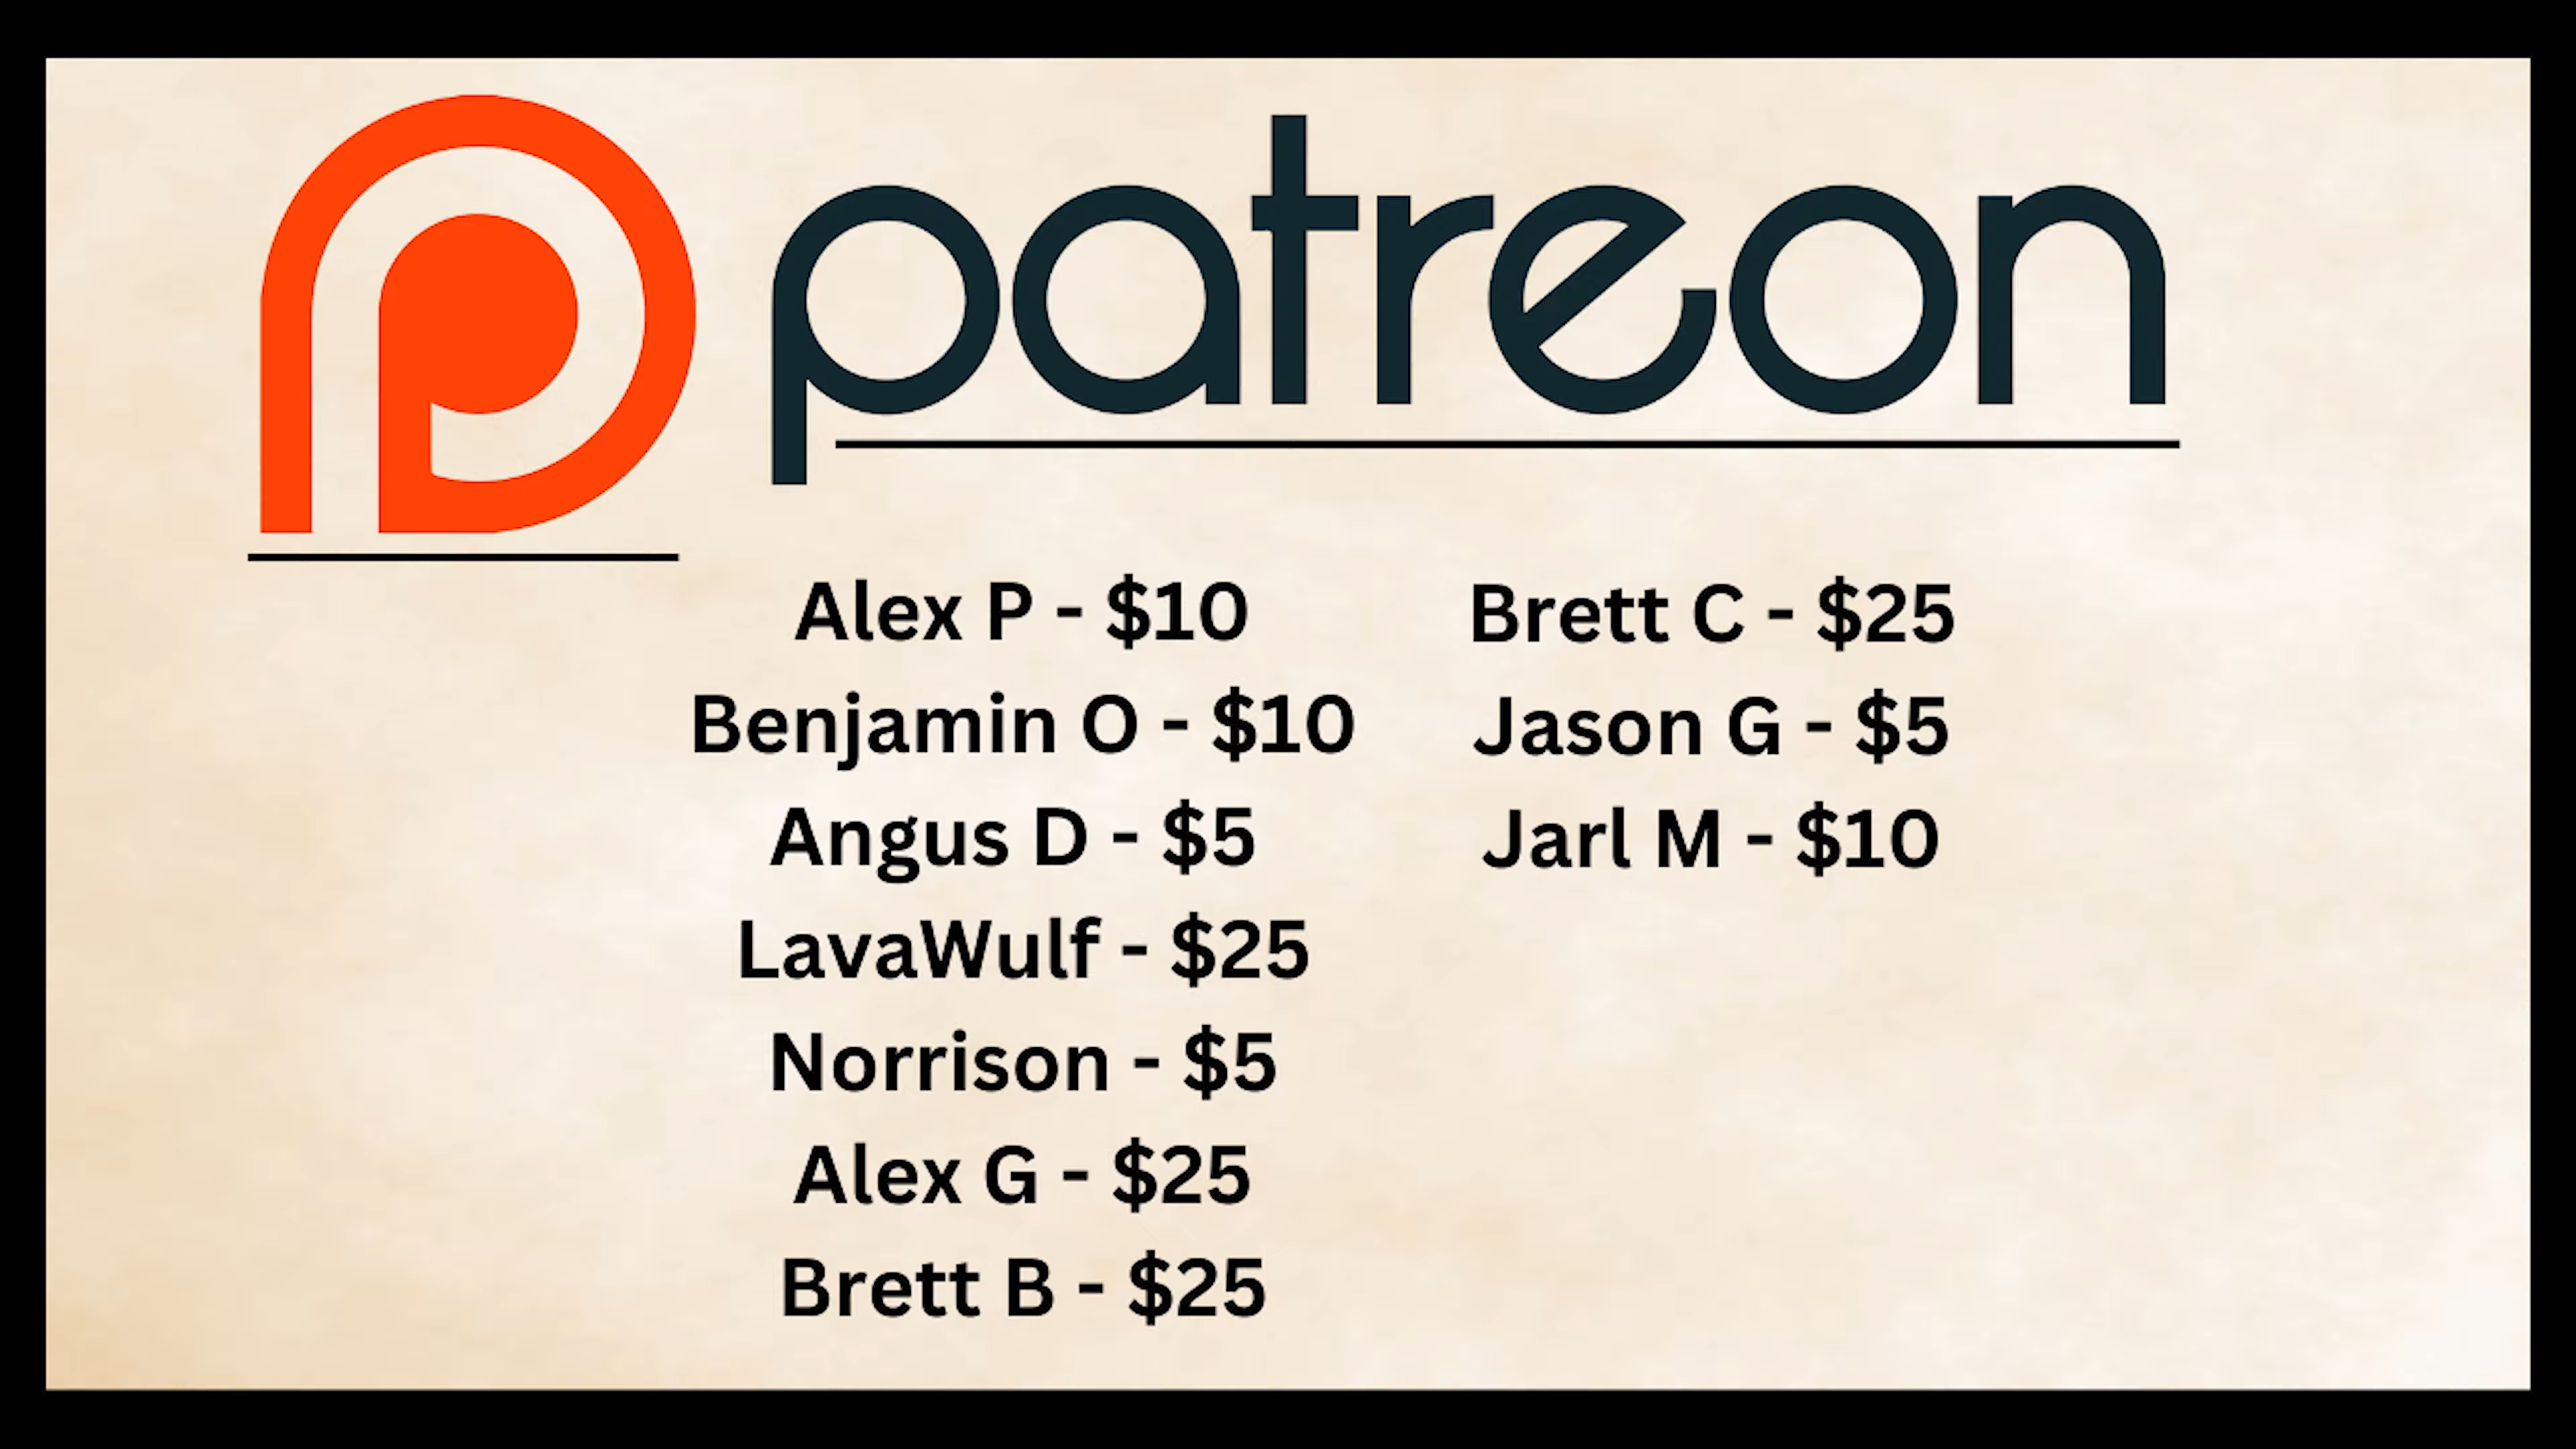 patreon
Alex P - $10
Benjamin O - $10
Angus D - $5
LavaWulf - $25
Norrison - $5
Alex G - $25
Brett B - $25
Brett C - $25
Jason G - $5
Jarl M - $10